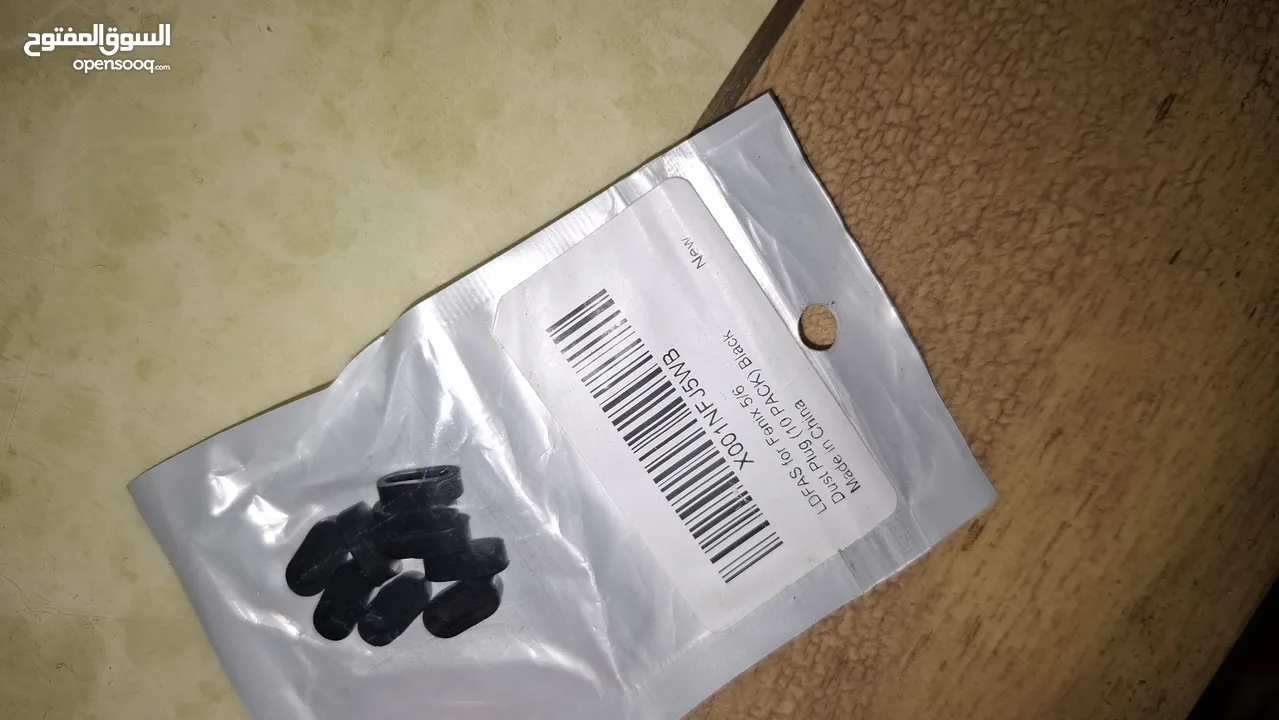 السوق المفتوح
opensooq.com
X001NFJ5WB
LDFAS for Fenix 5/6
Dust Plug (10 PACK) Black
Made in China
New